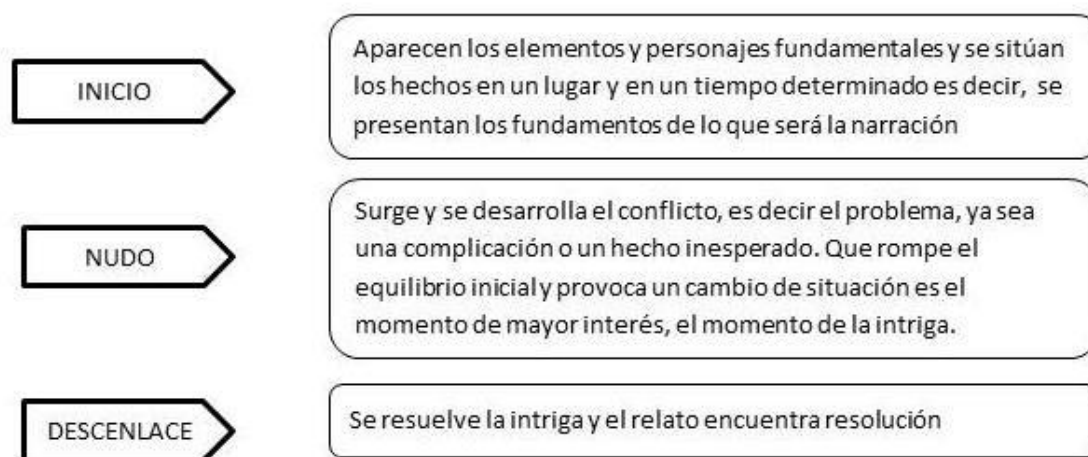 INICIO
Aparecen los elementos y personajes fundamentales y se sitúan
los hechos en un lugar y en un tiempo determinado es decir, se
presentan los fundamentos de lo que será la narración
NUDO
Surge y se desarrolla el conflicto, es decir el problema, ya sea
una complicación o un hecho inesperado. Que rompe el
equilibrio inicial y provoca un cambio de situación es el
momento de mayor interés, el momento de la intriga.
DESCENLACE
Se resuelve la intriga y el relato encuentra resolución